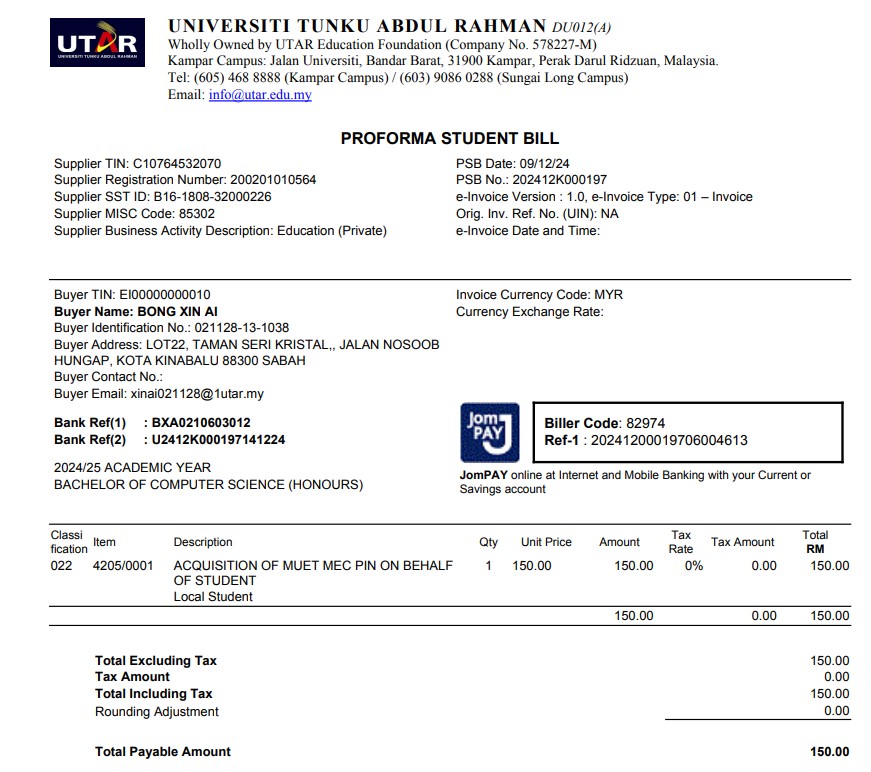 UTAR
UNIVERSITI TUNKU ABDUL RAHMAN
UNIVERSITI TUNKU ABDUL RAHMAN DU012(A)
Wholly Owned by UTAR Education Foundation (Company No. 578227-M)
Kampar Campus: Jalan Universiti, Bandar Barat, 31900 Kampar, Perak Darul Ridzuan, Malaysia.
Tel: (605) 468 8888 (Kampar Campus) / (603) 9086 0288 (Sungai Long Campus)
Email: info@utar.edu.my
PROFORMA STUDENT BILL
Supplier TIN: C10764532070
Supplier Registration Number: 200201010564
Supplier SST ID: B16-1808-32000226
Supplier MISC Code: 85302
Supplier Business Activity Description: Education (Private)
PSB Date: 09/12/24
PSB No.: 202412K000197
e-Invoice Version : 1.0, e-Invoice Type: 01 – Invoice
Orig. Inv. Ref. No. (UIN): NA
e-Invoice Date and Time:
Buyer TIN: EI00000000010
Buyer Name: BONG XIN AI
Buyer Identification No.: 021128-13-1038
Buyer Address: LOT22, TAMAN SERI KRISTAL,, JALAN NOSOOB
HUNGAP, KOTA KINABALU 88300 SABAH
Buyer Contact No.:
Buyer Email: xinai021128@1utar.my
Invoice Currency Code: MYR
Currency Exchange Rate:
Bank Ref(1) : BXA0210603012
Bank Ref(2) : U2412K000197141224
2024/25 ACADEMIC YEAR
BACHELOR OF COMPUTER SCIENCE (HONOURS)
Jom
PAY
Biller Code: 82974
Ref-1 : 20241200019706004613
JomPAY online at Internet and Mobile Banking with your Current or
Savings account
Classi
fication Item Description Qty Unit Price Amount Tax Rate Tax Amount Total RM
022 4205/0001 ACQUISITION OF MUET MEC PIN ON BEHALF 1 150.00 150.00 0% 0.00 150.00
OF STUDENT
Local Student
150.00 0.00 150.00
Total Excluding Tax 150.00
Tax Amount 0.00
Total Including Tax 150.00
Rounding Adjustment 0.00
Total Payable Amount 150.00